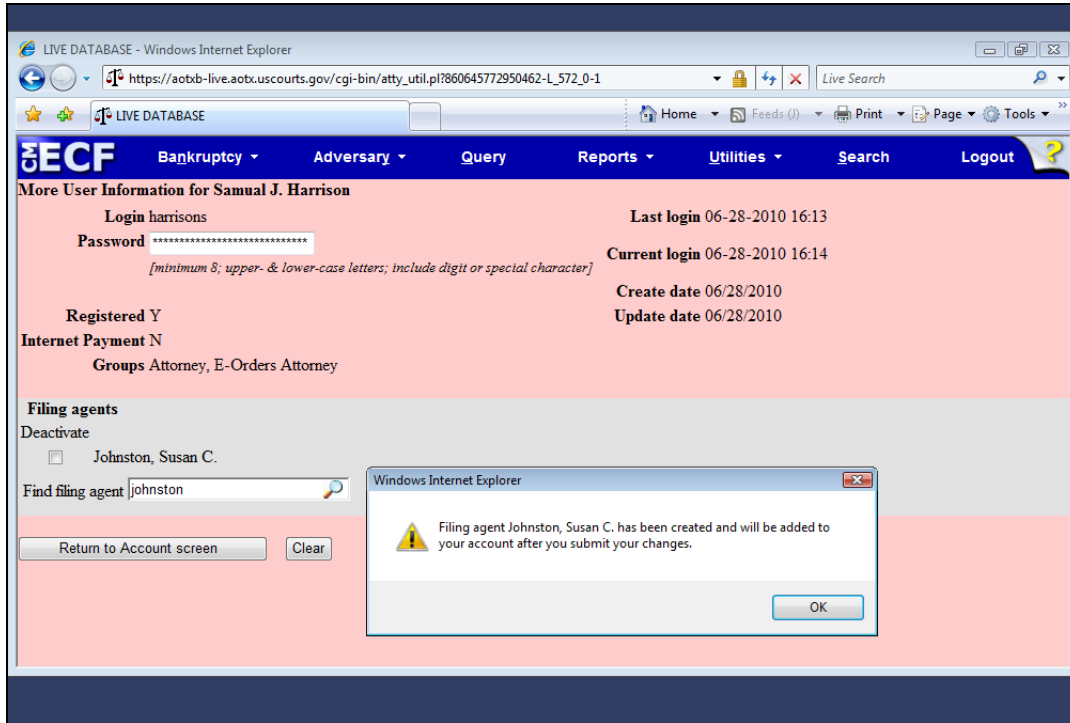 LIVE DATABASE - Windows Internet Explorer
https://aotxb-live.aotx.uscourts.gov/cgi-bin/atty_util.pl?860645772950462-L_572_0-1
Live Search
LIVE DATABASE
Home Feeds (J) Print Page Tools »
CM ECF Bankruptcy Adversary Query Reports Utilities Search Logout ?
More User Information for Samual J. Harrison
Login harrisons
Last login 06-28-2010 16:13
Password ******************************
Current login 06-28-2010 16:14
[minimum 8; upper- & lower-case letters; include digit or special character]
Create date 06/28/2010
Registered Y
Update date 06/28/2010
Internet Payment N
Groups Attorney, E-Orders Attorney
Filing agents
Deactivate
Johnston, Susan C.
Find filing agent johnston
Windows Internet Explorer
Filing agent Johnston, Susan C. has been created and will be added to
your account after you submit your changes.
Return to Account screen Clear
OK